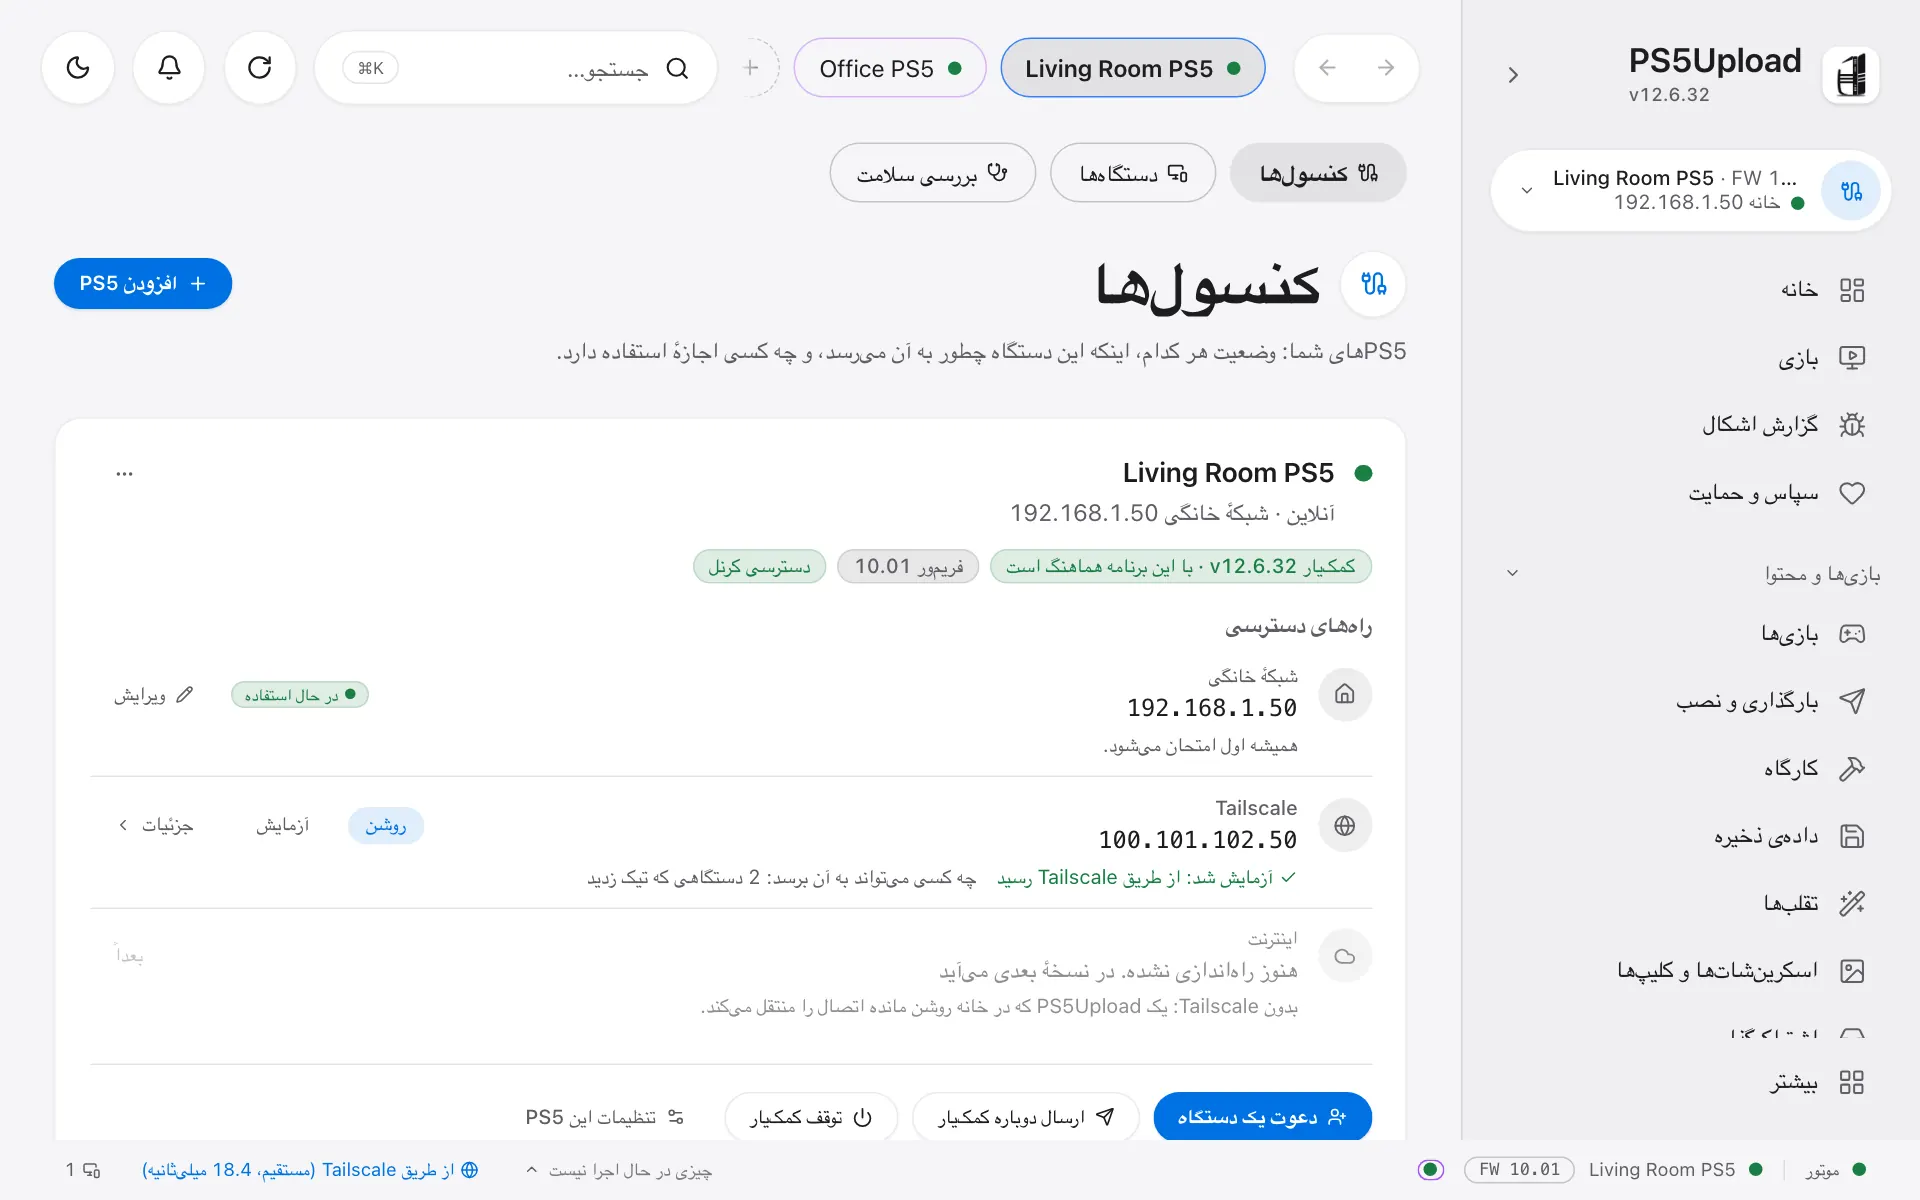 PS5Upload
v12.6.32
Living Room PS5 · FW 1...
خانه 192.168.1.50
خانه
بازی
گزارش اشکال
سپاس و حمایت
بازی‌ها و محتوا
بازی‌ها
بارگذاری و نصب
کارگاه
داده‌ی ذخیره
تقلب‌ها
اسکرین‌شات‌ها و کلیپ‌ها
بیشتر
Living Room PS5
Office PS5
جستجو...
⌘K
کنسول‌ها
دستگاه‌ها
بررسی سلامت
کنسول‌ها
افزودن PS5
PS5های شما: وضعیت هر کدام، اینکه این دستگاه چطور به آن می‌رسد، و چه کسی اجازهٔ استفاده دارد.
Living Room PS5
آنلاین · شبکهٔ خانگی 192.168.1.50
کمک‌یار v12.6.32 · با این برنامه هماهنگ است
فریم‌ور 10.01
دسترسی کرنل
راه‌های دسترسی
شبکهٔ خانگی
192.168.1.50
همیشه اول امتحان می‌شود.
در حال استفاده
ویرایش
Tailscale
100.101.102.50
آزمایش شد: از طریق Tailscale رسید
چه کسی می‌تواند به آن برسد: 2 دستگاهی که تیک زدید
روشن
آزمایش
جزئیات
اینترنت
هنوز راه‌اندازی نشده. در نسخهٔ بعدی می‌آید
بدون Tailscale: یک PS5Upload که در خانه روشن مانده اتصال را منتقل می‌کند.
بعداً
دعوت یک دستگاه
ارسال دوباره کمک‌یار
توقف کمک‌یار
تنظیمات این PS5
موتور
Living Room PS5
FW 10.01
چیزی در حال اجرا نیست
از طریق Tailscale (مستقیم، 18.4 میلی‌ثانیه)
1